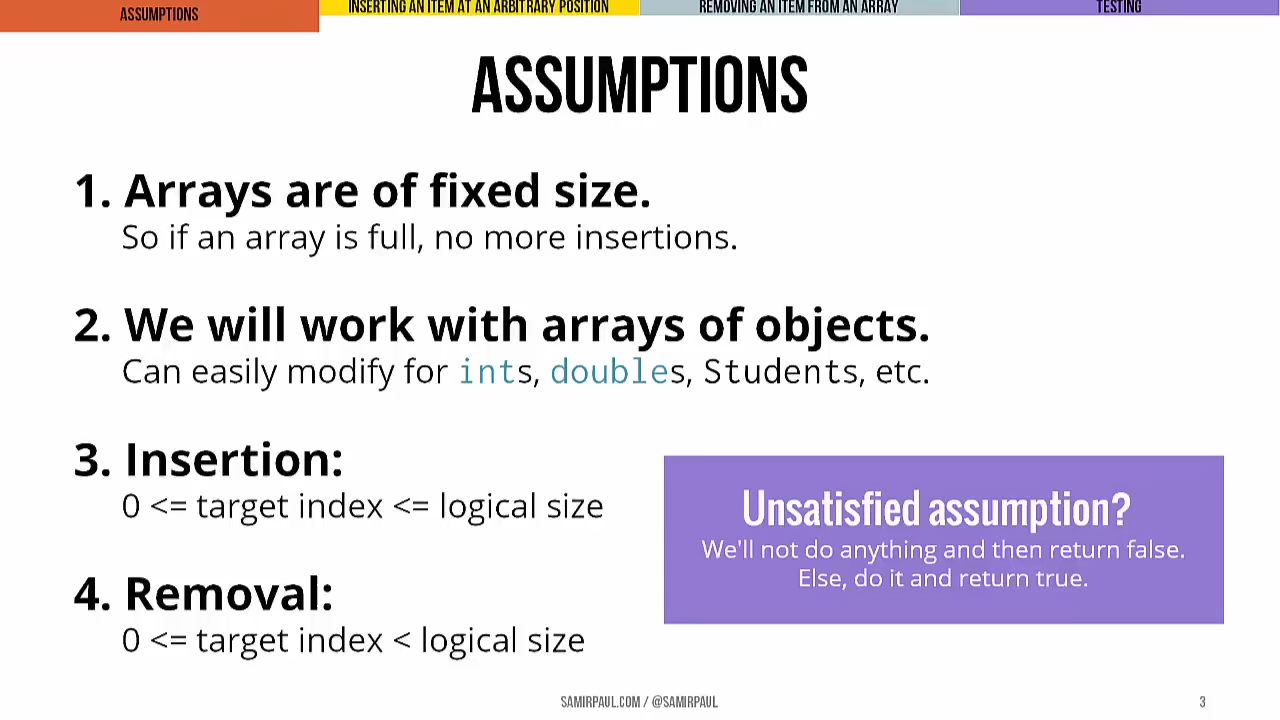 ASSUMPTIONS
INSERTING AN ITEM AT AN ARBITRARY POSITION
REMOVING AN ITEM FROM AN ARRAY
TESTING
ASSUMPTIONS
1. Arrays are of fixed size.
So if an array is full, no more insertions.
2. We will work with arrays of objects.
Can easily modify for ints, doubles, Students, etc.
3. Insertion:
0 <= target index <= logical size
4. Removal:
0 <= target index < logical size
Unsatisfied assumption?
We'll not do anything and then return false.
Else, do it and return true.
SAMIRPAUL.COM / @SAMIRPAUL
3